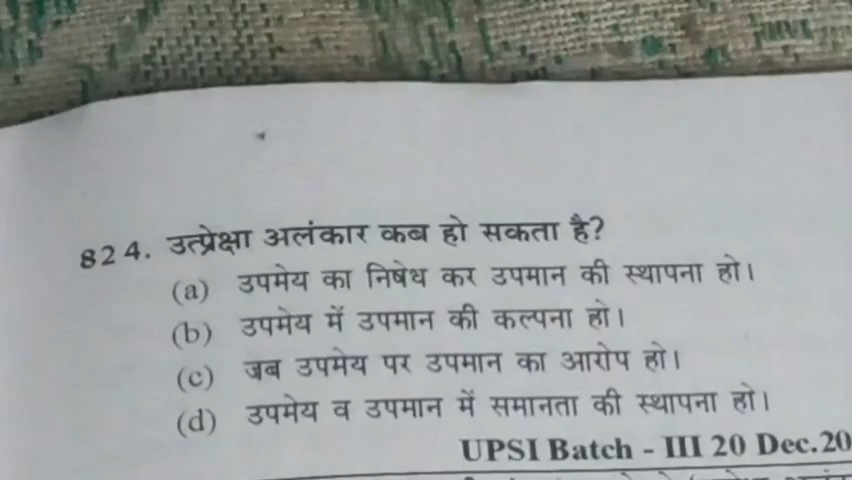 824. उत्प्रेक्षा अलंकार कब हो सकता है?
(a) उपमेय का निषेध कर उपमान की स्थापना हो।
(b) उपमेय में उपमान की कल्पना हो।
(c) जब उपमेय पर उपमान का आरोप हो।
(d) उपमेय व उपमान में समानता की स्थापना हो।
UPSI Batch - III 20 Dec.20